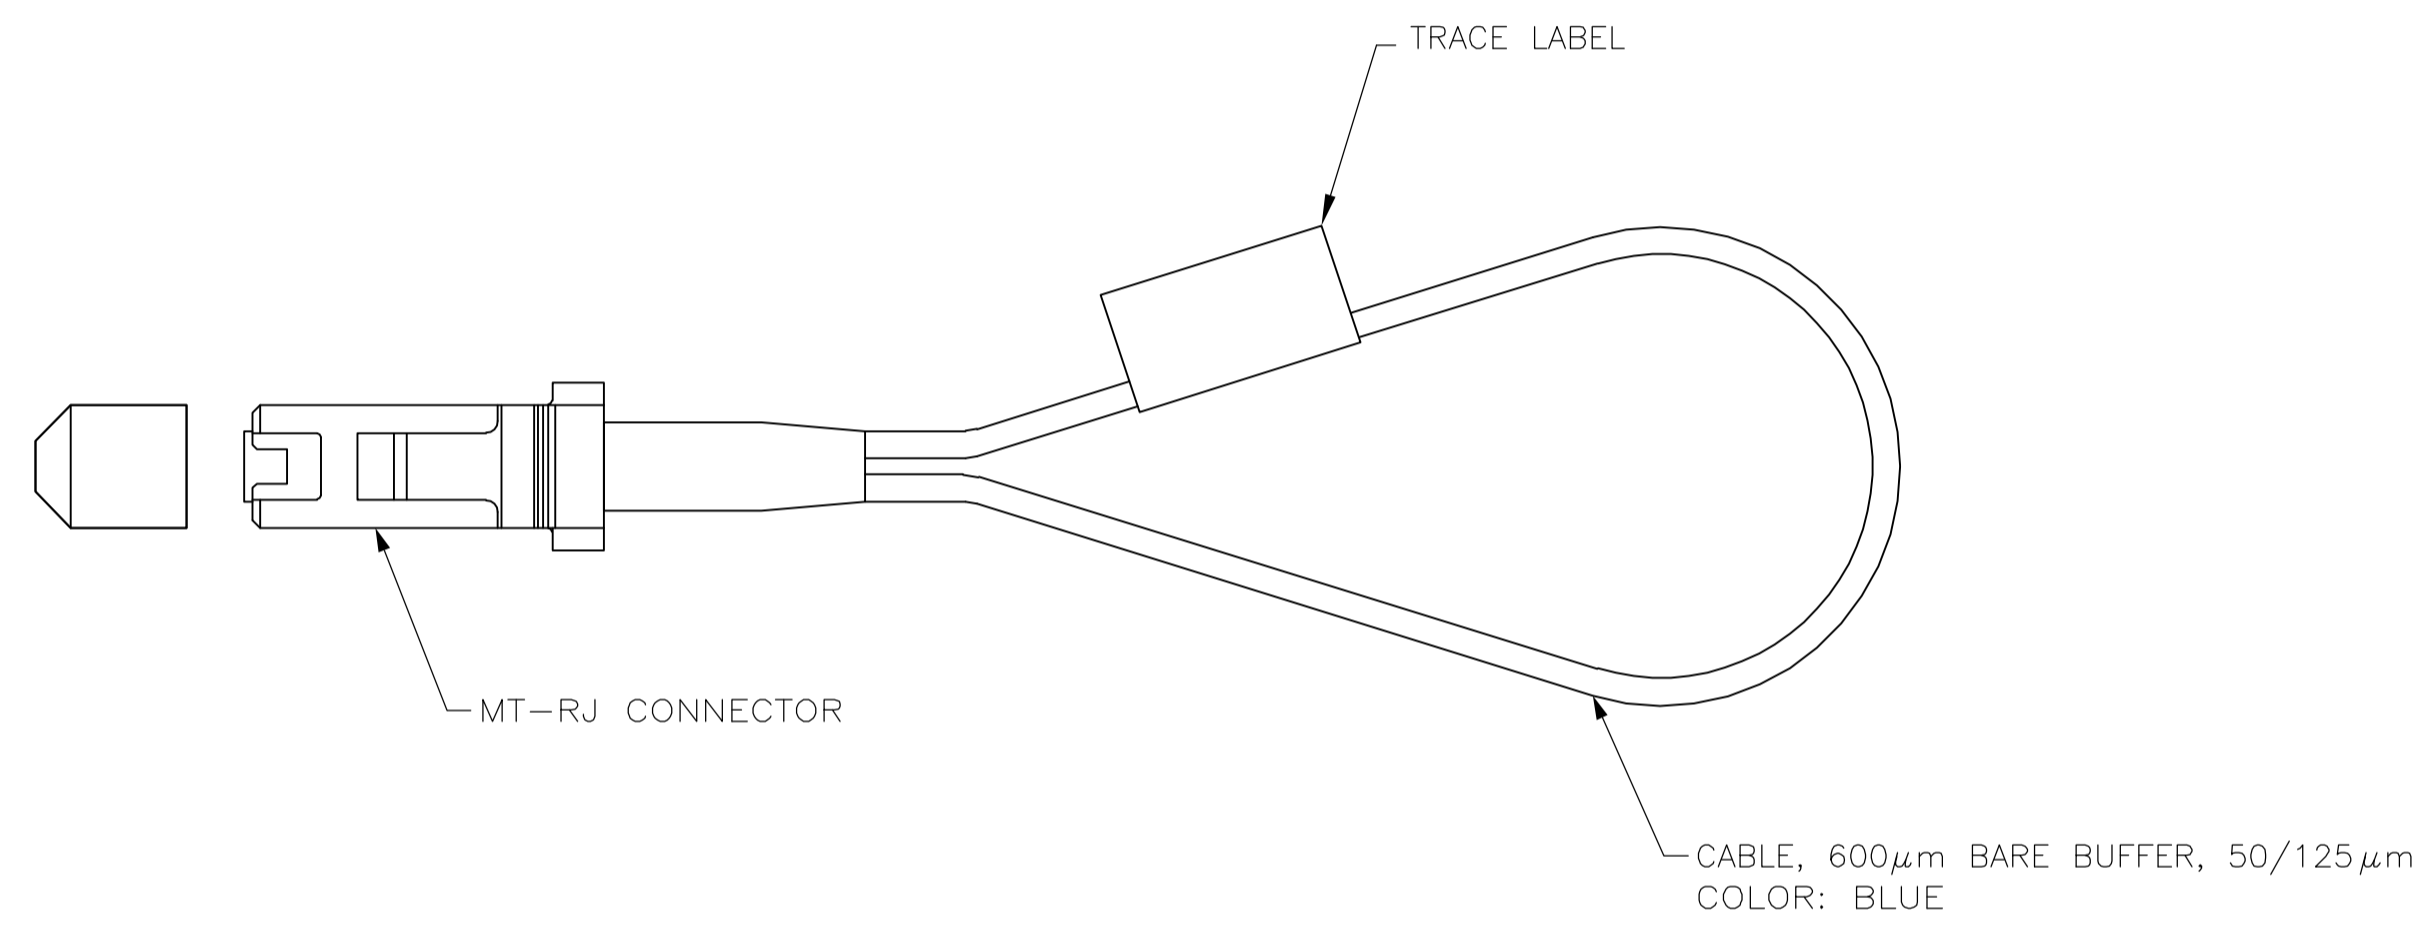 TRACE LABEL
MT-RJ CONNECTOR
CABLE, 600μm BARE BUFFER, 50/125μm
COLOR: BLUE